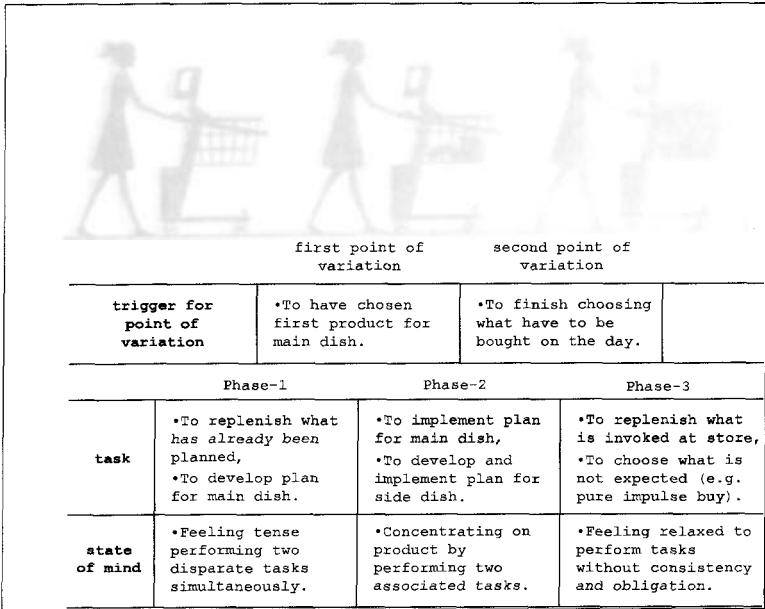 first point of
variation
second point of
variation
trigger for
point of
variation
•To have chosen
first product for
main dish.
•To finish choosing
what have to be
bought on the day.
Phase-1
Phase-2
Phase-3
task
•To replenish what
has already been
planned,
•To develop plan
for main dish.
•To implement plan
for main dish,
•To develop and
implement plan for
side dish.
•To replenish what
is invoked at store,
•To choose what is
not expected (e.g.
pure impulse buy).
state
of mind
•Feeling tense
performing two
disparate tasks
simultaneously.
•Concentrating on
product by
performing two
associated tasks.
•Feeling relaxed to
perform tasks
without consistency
and obligation.